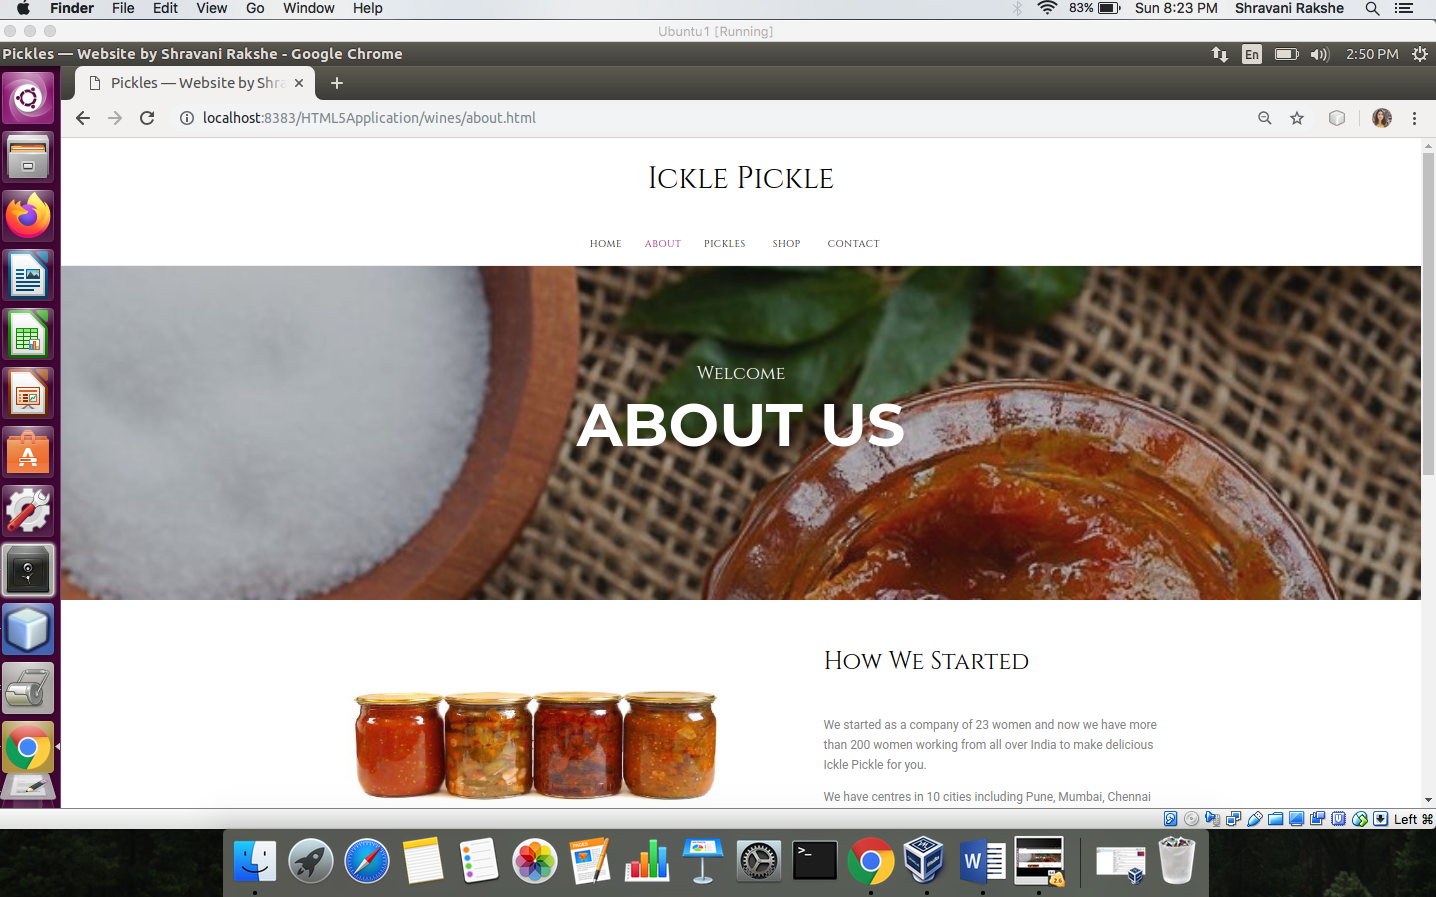 Finder File Edit View Go Window Help 83% Sun 8:23 PM Shravani Rakshe
Ubuntu1 [Running]
Pickles — Website by Shravani Rakshe - Google Chrome En 2:50 PM
Pickles — Website by Shra
localhost:8383/HTML5Application/wines/about.html
Ickle Pickle
HOME ABOUT PICKLES SHOP CONTACT
Welcome
ABOUT US
How We Started
We started as a company of 23 women and now we have more
than 200 women working from all over India to make delicious
Ickle Pickle for you.
We have centres in 10 cities including Pune, Mumbai, Chennai
Left ⌘